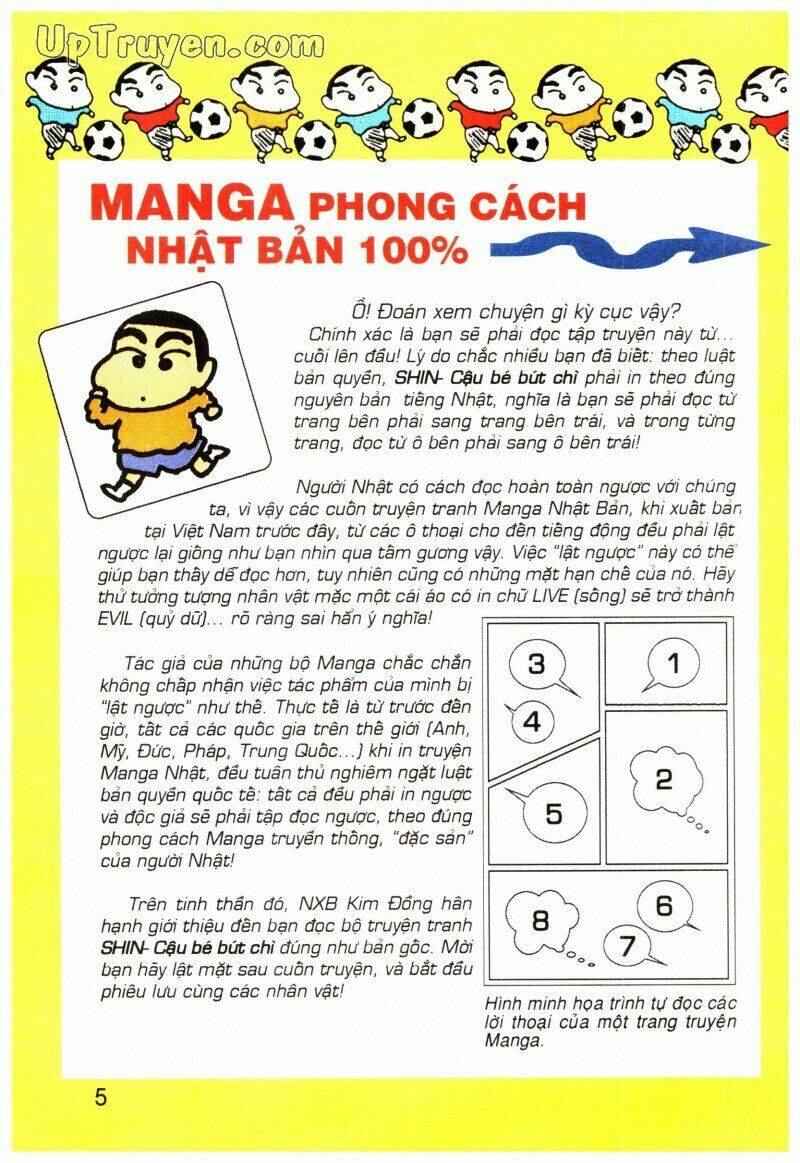 UpTruyen.com
MANGA PHONG CÁCH
NHẬT BẢN 100%
Ồ! Đoán xem chuyện gì kỳ cục vậy?
Chính xác là bạn sẽ phải đọc tập truyện này từ...
cuối lên đầu! Lý do chắc nhiều bạn đã biết: theo luật
bản quyền, SHIN- Cậu bé bút chì phải in theo đúng
nguyên bản tiếng Nhật, nghĩa là bạn sẽ phải đọc từ
trang bên phải sang trang bên trái, và trong từng
trang, đọc từ ô bên phải sang ô bên trái!
Người Nhật có cách đọc hoàn toàn ngược với chúng
ta, vì vậy các cuốn truyện tranh Manga Nhật Bản, khi xuất bản
tại Việt Nam trước đây, từ các ô thoại cho đến tiếng động đều phải lật
ngược lại giống như bạn nhìn qua tấm gương vậy. Việc "lật ngược" này có thể
giúp bạn thấy dễ đọc hơn, tuy nhiên cũng có những mặt hạn chế của nó. Hãy
thử tưởng tượng nhân vật mặc một cái áo có in chữ LIVE (sống) sẽ trở thành
EVIL (quỷ dữ)... rõ ràng sai hẳn ý nghĩa!
Tác giả của những bộ Manga chắc chắn
không chấp nhận việc tác phẩm của mình bị
"lật ngược" như thế. Thực tế là từ trước đến
giờ, tất cả các quốc gia trên thế giới (Anh,
Mỹ, Đức, Pháp, Trung Quốc...) khi in truyện
Manga Nhật, đều tuân thủ nghiêm ngặt luật
bản quyền quốc tế: tất cả đều phải in ngược
và độc giả sẽ phải tập đọc ngược, theo đúng
phong cách Manga truyền thống, "đặc sản"
của người Nhật!
Trên tinh thần đó, NXB Kim Đồng hân
hạnh giới thiệu đến bạn đọc bộ truyện tranh
SHIN- Cậu bé bút chì đúng như bản gốc. Mời
bạn hãy lật mặt sau cuốn truyện, và bắt đầu
phiêu lưu cùng các nhân vật!
1
2
3
4
5
6
7
8
Hình minh họa trình tự đọc các
lời thoại của một trang truyện
Manga.
5